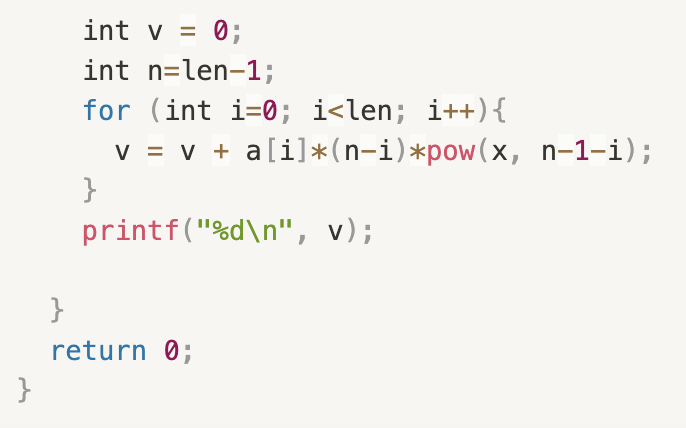 int v = 0;
int n=len-1;
for (int i=0; i<len; i++){
v = v + a[i]*(n-i)*pow(x, n-1-i);
}
printf("%d\n", v);
}
return 0;
}